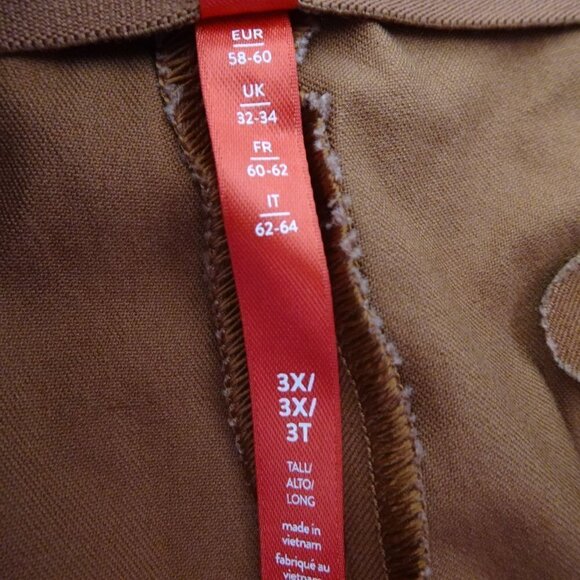 EUR
58-60
UK
32-34
FR
60-62
IT
62-64
3X/
3X/
3T
TALL/
ALTO/
LONG
made in
vietnam
fabriqué au
vietnam